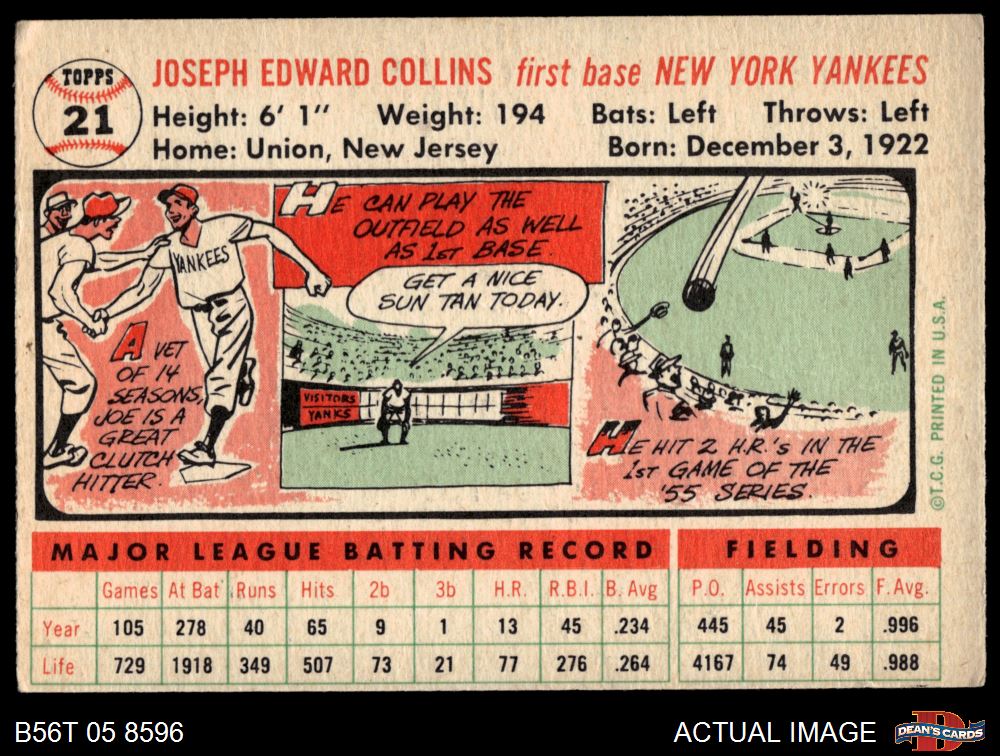 TOPPS
21
JOSEPH EDWARD COLLINS first base NEW YORK YANKEES
Height: 6' 1" Weight: 194 Bats: Left Throws: Left
Home: Union, New Jersey Born: December 3, 1922
YANKEES
A VET
OF 14
SEASONS,
JOE IS A
GREAT
CLUTCH
HITTER.
HE CAN PLAY THE
OUTFIELD AS WELL
AS 1ST BASE.
GET A NICE
SUN TAN TODAY.
VISITORS
YANKS
HE HIT 2 H.R.'s IN THE
1ST GAME OF THE
'55 SERIES.
©T.C.G. PRINTED IN U.S.A.
MAJOR LEAGUE BATTING RECORD FIELDING
Games At Bat Runs Hits 2b 3b H.R. R.B.I. B. Avg P.O. Assists Errors F. Avg.
Year 105 278 40 65 9 1 13 45 .234 445 45 2 .996
Life 729 1918 349 507 73 21 77 276 .264 4167 74 49 .988
B56T 05 8596 ACTUAL IMAGE
DEAN'S CARDS